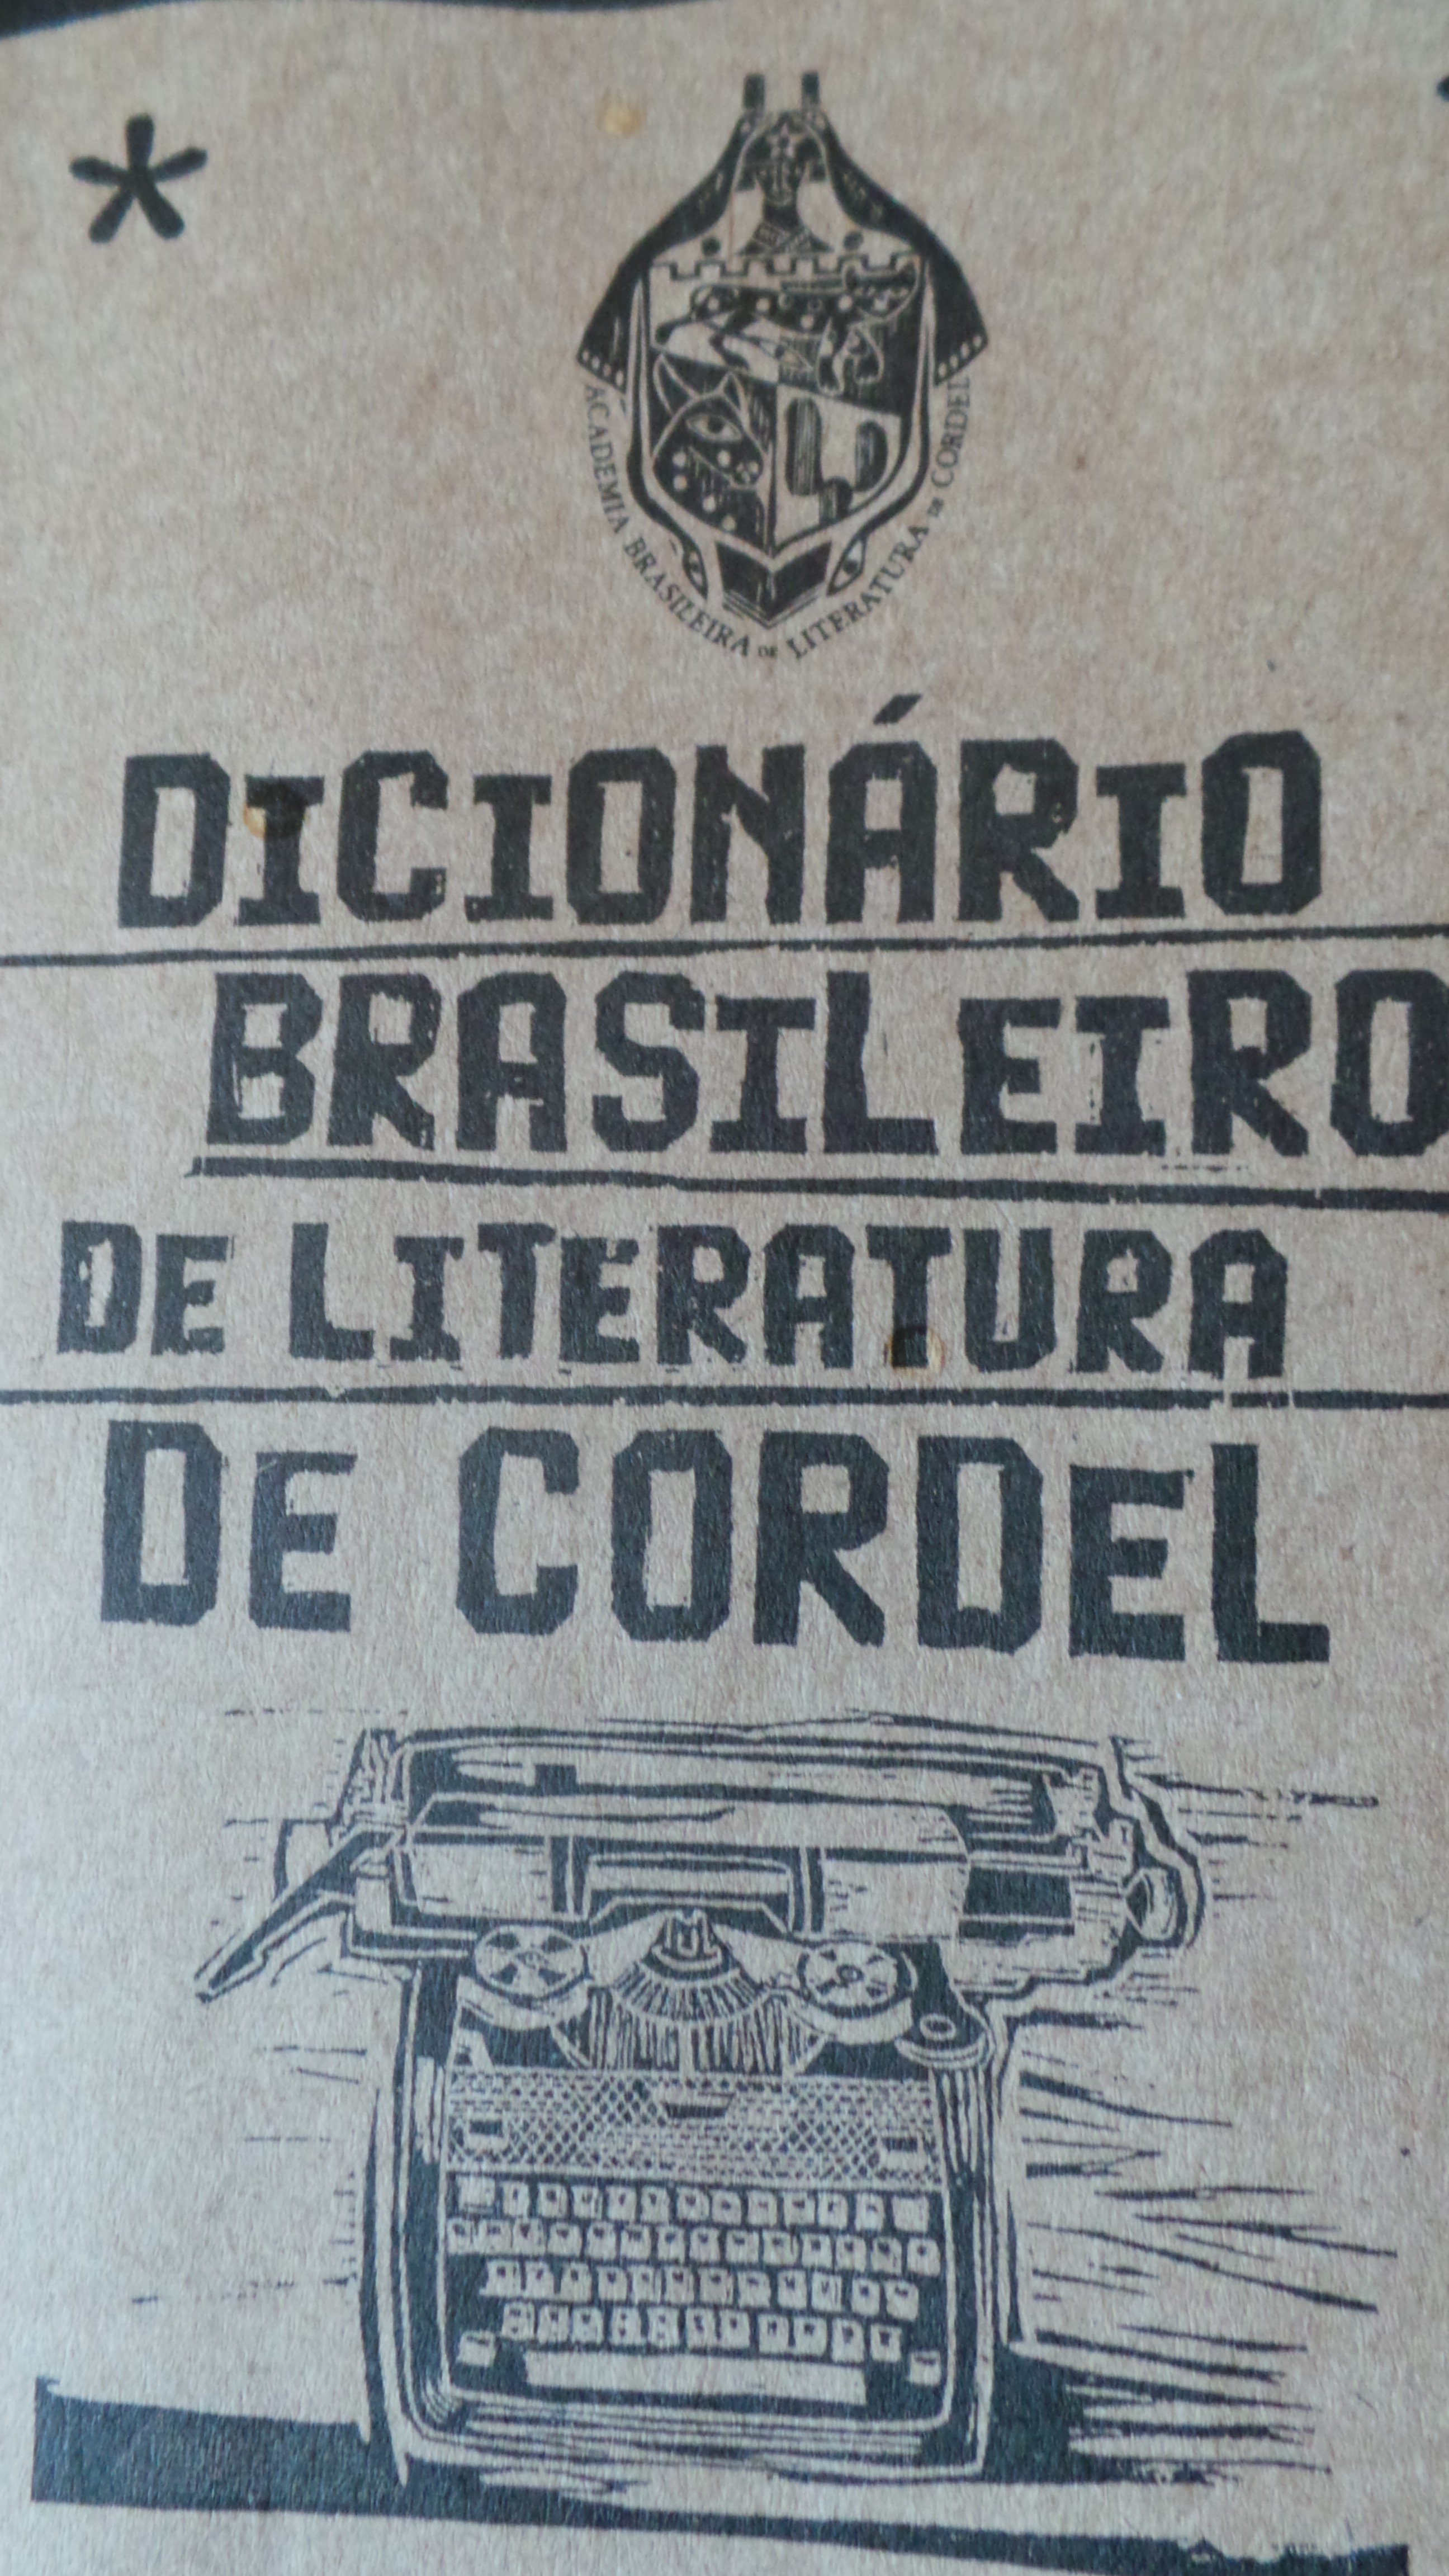 *
ACADEMIA BRASILEIRA DE LITERATURA DE CORDEL
DICIONÁRIO
BRASILEIRO
DE LITERATURA
DE CORDEL